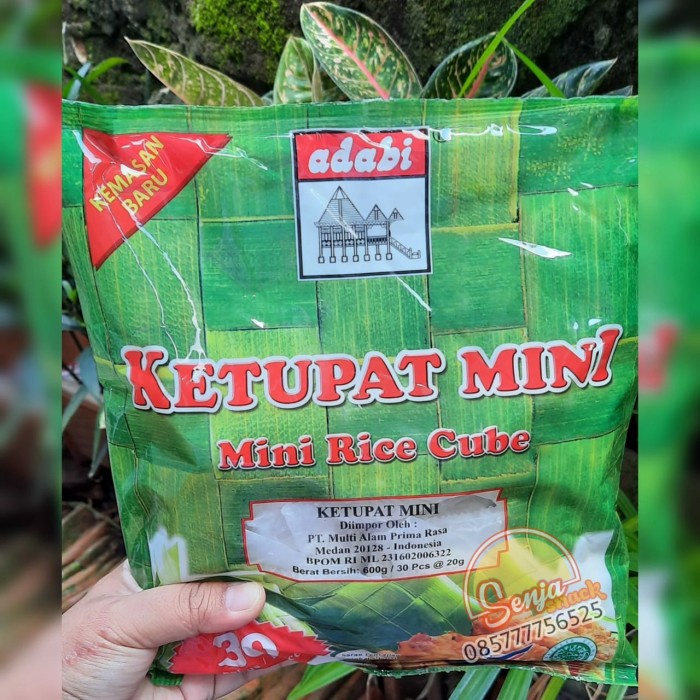 KEMASAN
BARU
adabi
KETUPAT MINI
Mini Rice Cube
KETUPAT MINI
Diimpor Oleh :
PT. Multi Alam Prima Rasa
Medan 20128 - Indonesia
BPOM RI ML 231602006322
Berat Bersih: 600g / 30 Pcs @ 20g
Senja
snack
085777756525
30